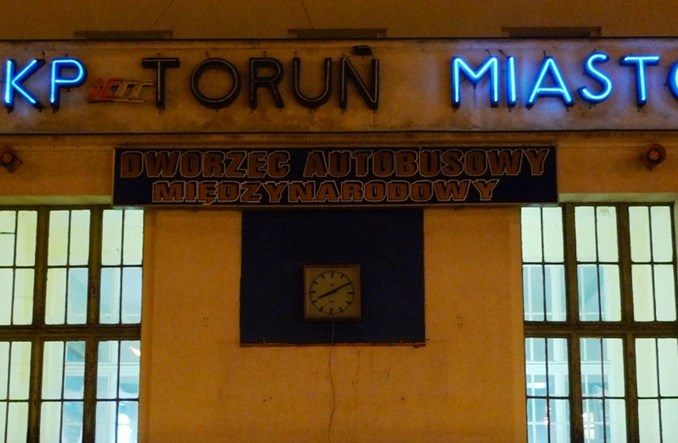 KP TORUŃ MIASTO
DWORZEC AUTOBUSOWY
MIĘDZYNARODOWY